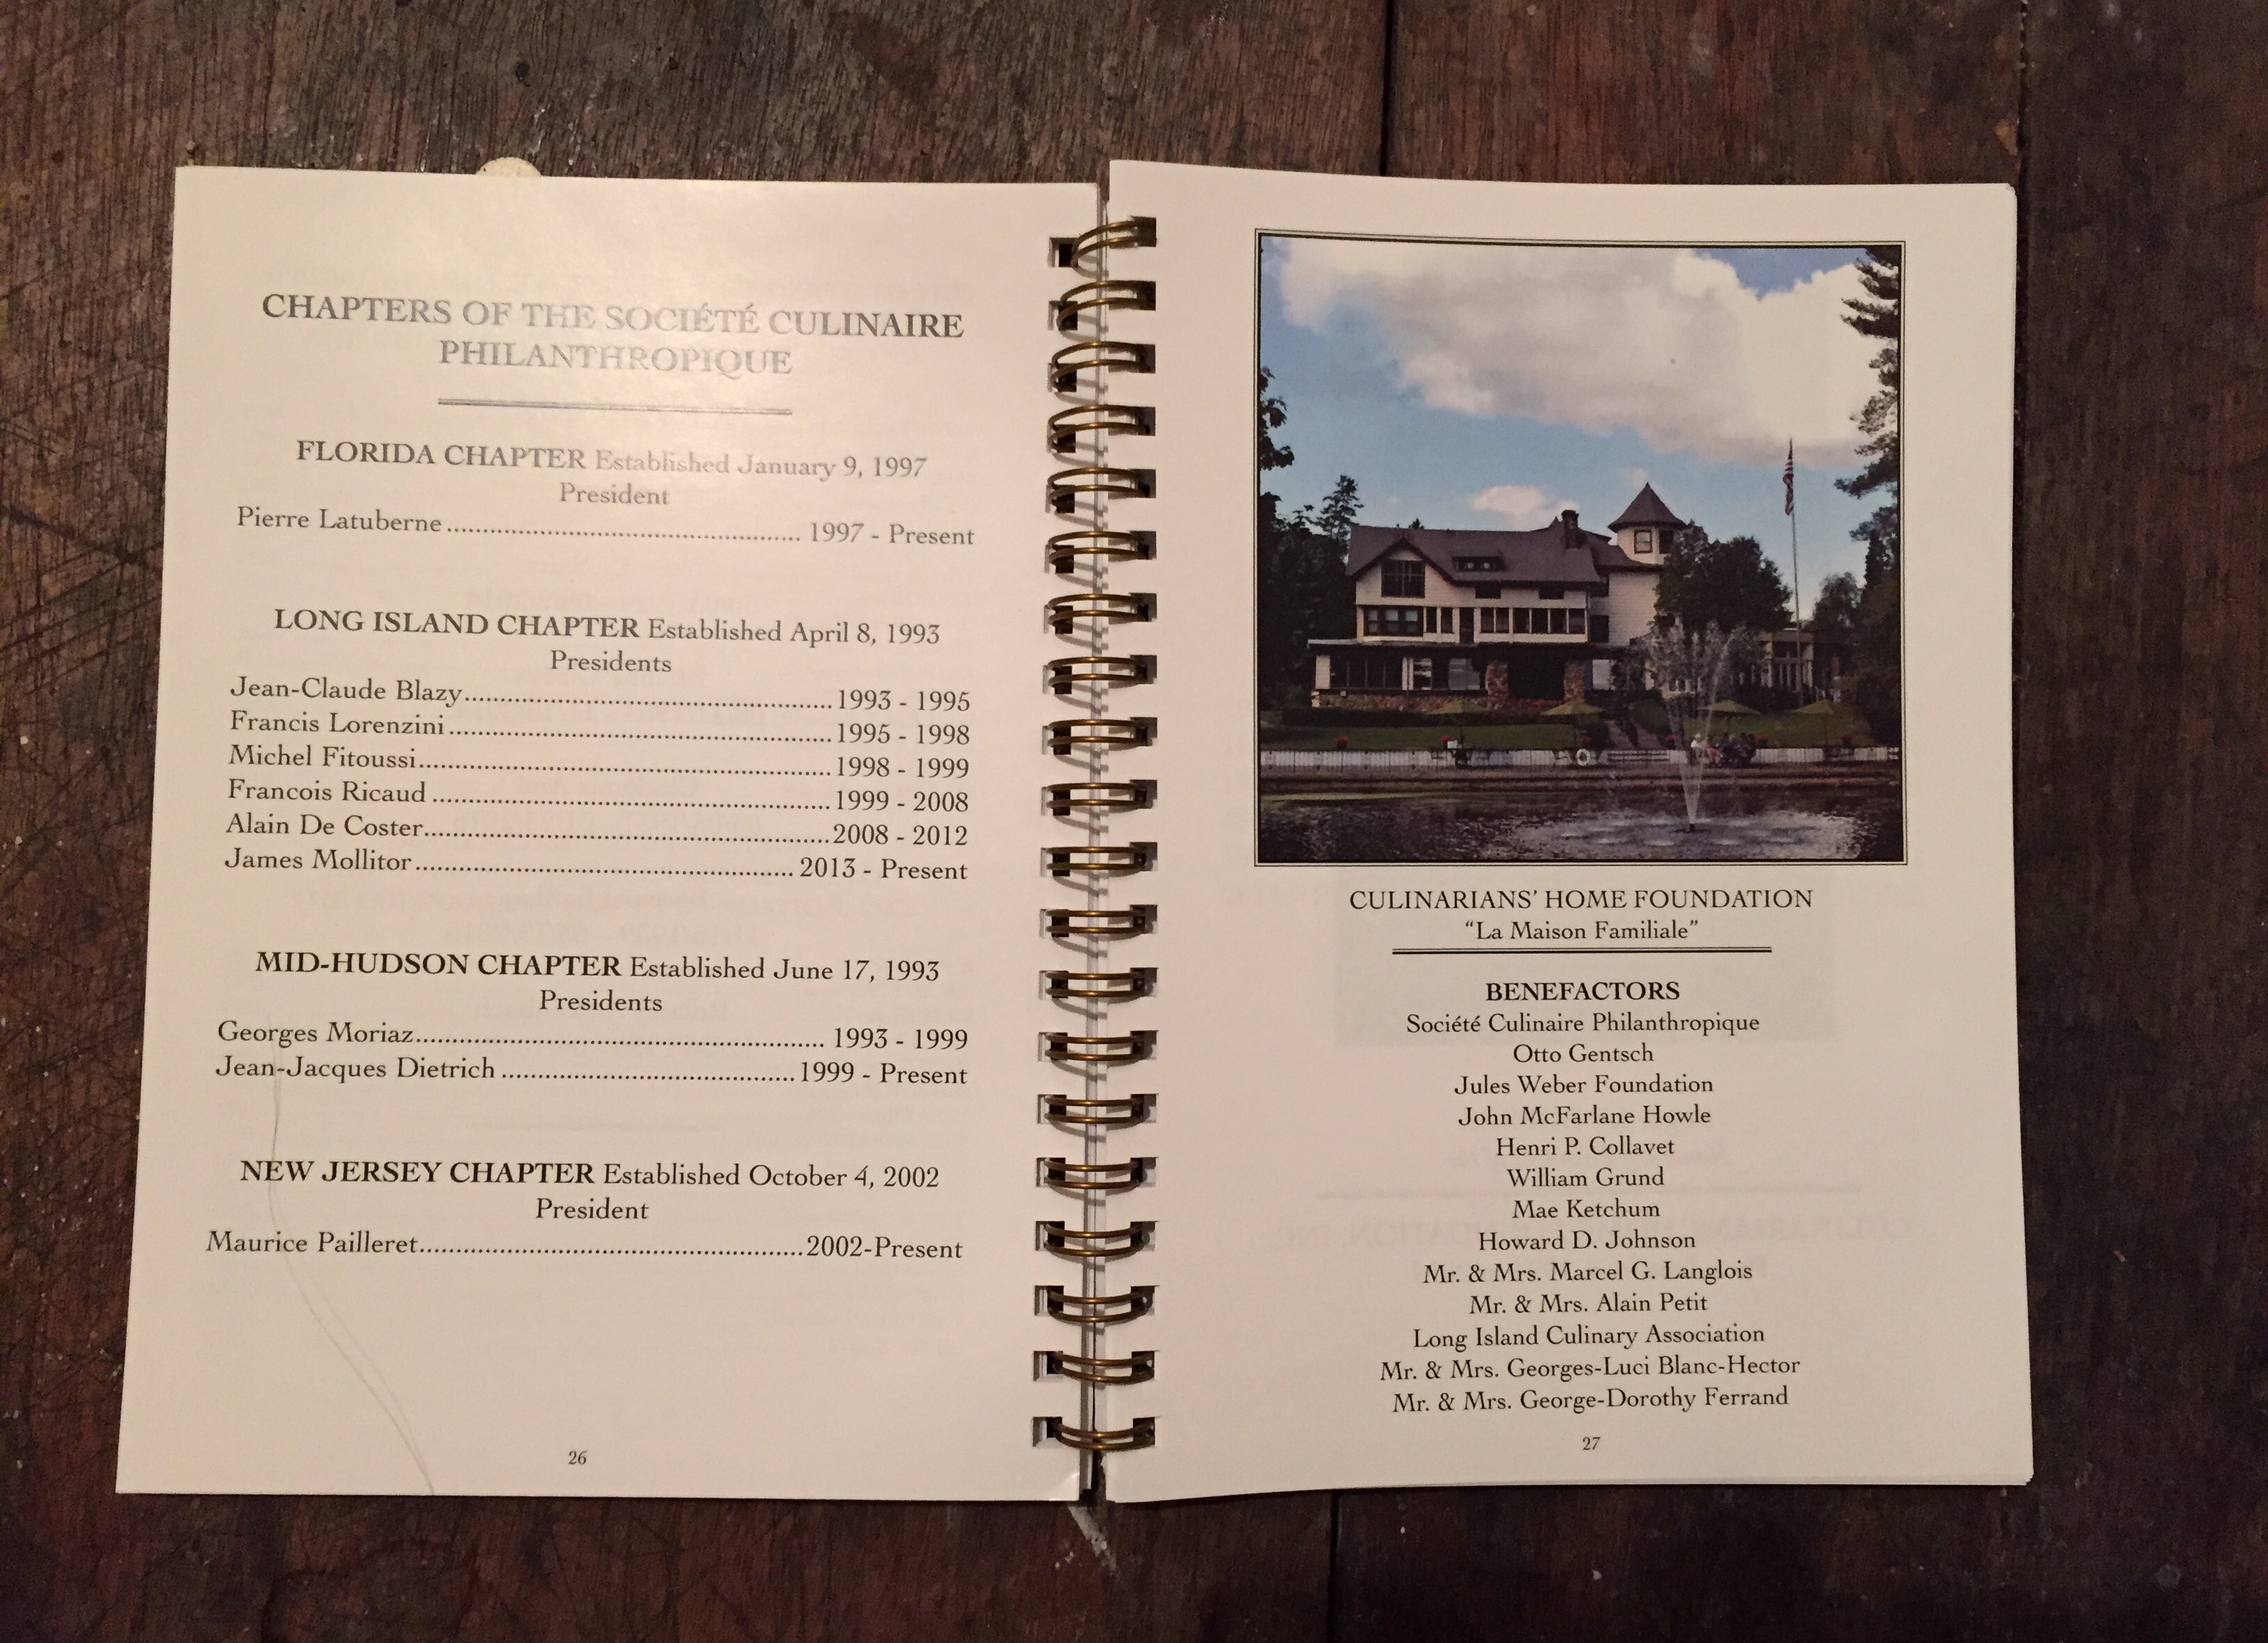 CHAPTERS OF THE SOCIÉTÉ CULINAIRE
PHILANTHROPIQUE
FLORIDA CHAPTER Established January 9, 1997
President
Pierre Latuberne........................................ 1997 - Present
LONG ISLAND CHAPTER Established April 8, 1993
Presidents
Jean-Claude Blazy........................................1993 - 1995
Francis Lorenzini........................................1995 - 1998
Michel Fitoussi........................................1998 - 1999
Francois Ricaud........................................1999 - 2008
Alain De Coster........................................2008 - 2012
James Mollitor........................................2013 - Present
MID-HUDSON CHAPTER Established June 17, 1993
Presidents
Georges Moriaz........................................ 1993 - 1999
Jean-Jacques Dietrich........................................1999 - Present
NEW JERSEY CHAPTER Established October 4, 2002
President
Maurice Pailleret........................................2002-Present
26
CULINARIANS' HOME FOUNDATION
"La Maison Familiale"
BENEFACTORS
Société Culinaire Philanthropique
Otto Gentsch
Jules Weber Foundation
John McFarlane Howle
Henri P. Collavet
William Grund
Mae Ketchum
Howard D. Johnson
Mr. & Mrs. Marcel G. Langlois
Mr. & Mrs. Alain Petit
Long Island Culinary Association
Mr. & Mrs. Georges-Luci Blanc-Hector
Mr. & Mrs. George-Dorothy Ferrand
27